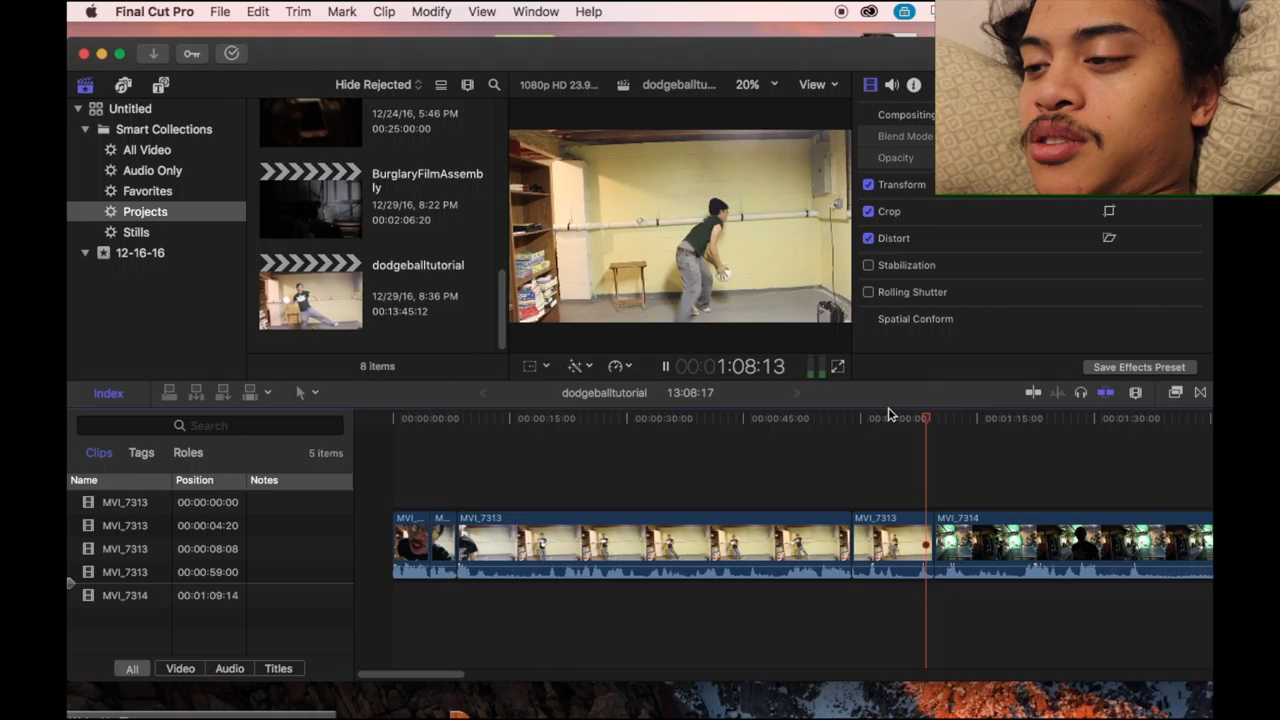 Final Cut Pro File Edit Trim Mark Clip Modify View Window Help
Hide Rejected
1080p HD 23.9... dodgeballtu... 20% View
Untitled
Smart Collections
All Video
Audio Only
Favorites
Projects
Stills
12-16-16
12/24/16, 5:46 PM
00:25:00:00
BurglaryFilmAssemb
ly
12/29/16, 8:22 PM
00:02:06:20
dodgeballtutorial
12/29/16, 8:36 PM
00:13:45:12
8 items
1:08:13
Compositing
Blend Mode
Opacity
Transform
Crop
Distort
Stabilization
Rolling Shutter
Spatial Conform
Save Effects Preset
Index
dodgeballtutorial 13:08:17
Search
Clips Tags Roles 5 items
Name Position Notes
MVI_7313 00:00:00:00
MVI_7313 00:00:04:20
MVI_7313 00:00:08:08
MVI_7313 00:00:59:00
MVI_7314 00:01:09:14
All Video Audio Titles
00:00:00:00 00:00:15:00 00:00:30:00 00:00:45:00 00:01:15:00 00:01:30:00
MVI_... M... MVI_7313 MVI_7313 MVI_7314